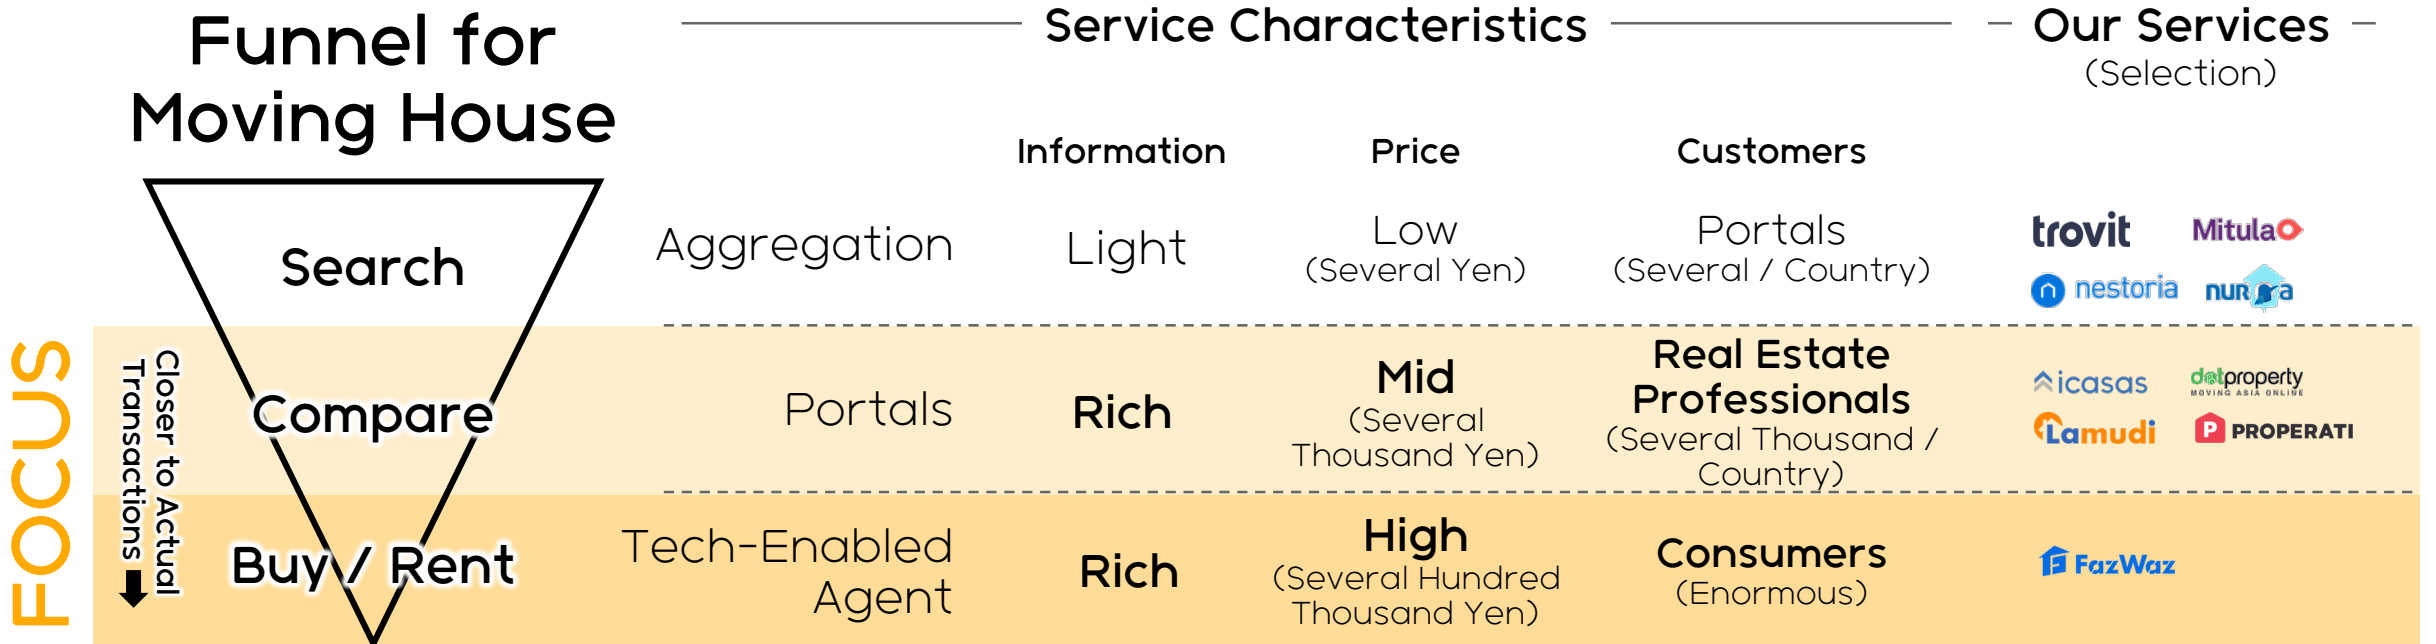 Funnel for
Moving House
Service Characteristics
Our Services
(Selection)
Information
Price
Customers
Search
Aggregation
Light
Low
(Several Yen)
Portals
(Several / Country)
trovit
Mitula
nestoria
nuroa
FOCUS
Closer to Actual
Transactions
Compare
Portals
Rich
Mid
(Several
Thousand Yen)
Real Estate
Professionals
(Several Thousand /
Country)
icasas
dotproperty
MOVING ASIA ONLINE
Lamudi
PROPERATI
Buy / Rent
Tech-Enabled
Agent
Rich
High
(Several Hundred
Thousand Yen)
Consumers
(Enormous)
FazWaz